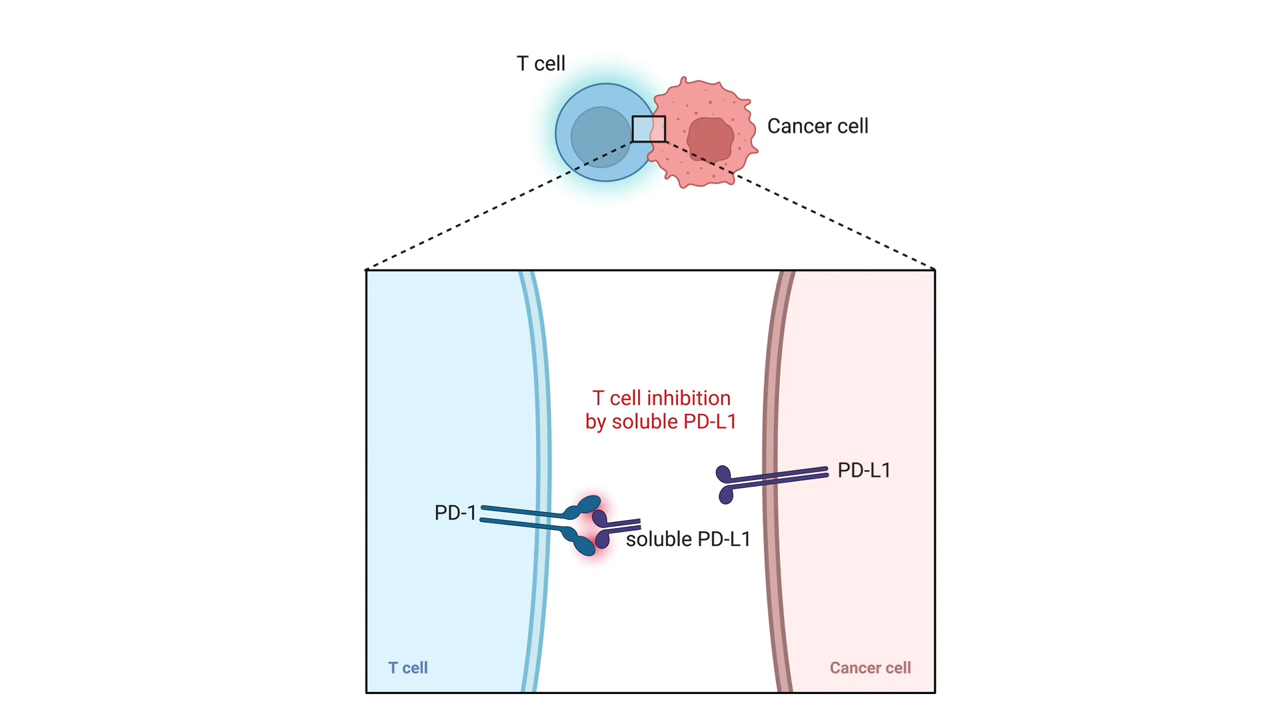 T cell
Cancer cell
T cell inhibition
by soluble PD-L1
PD-L1
PD-1
soluble PD-L1
T cell
Cancer cell